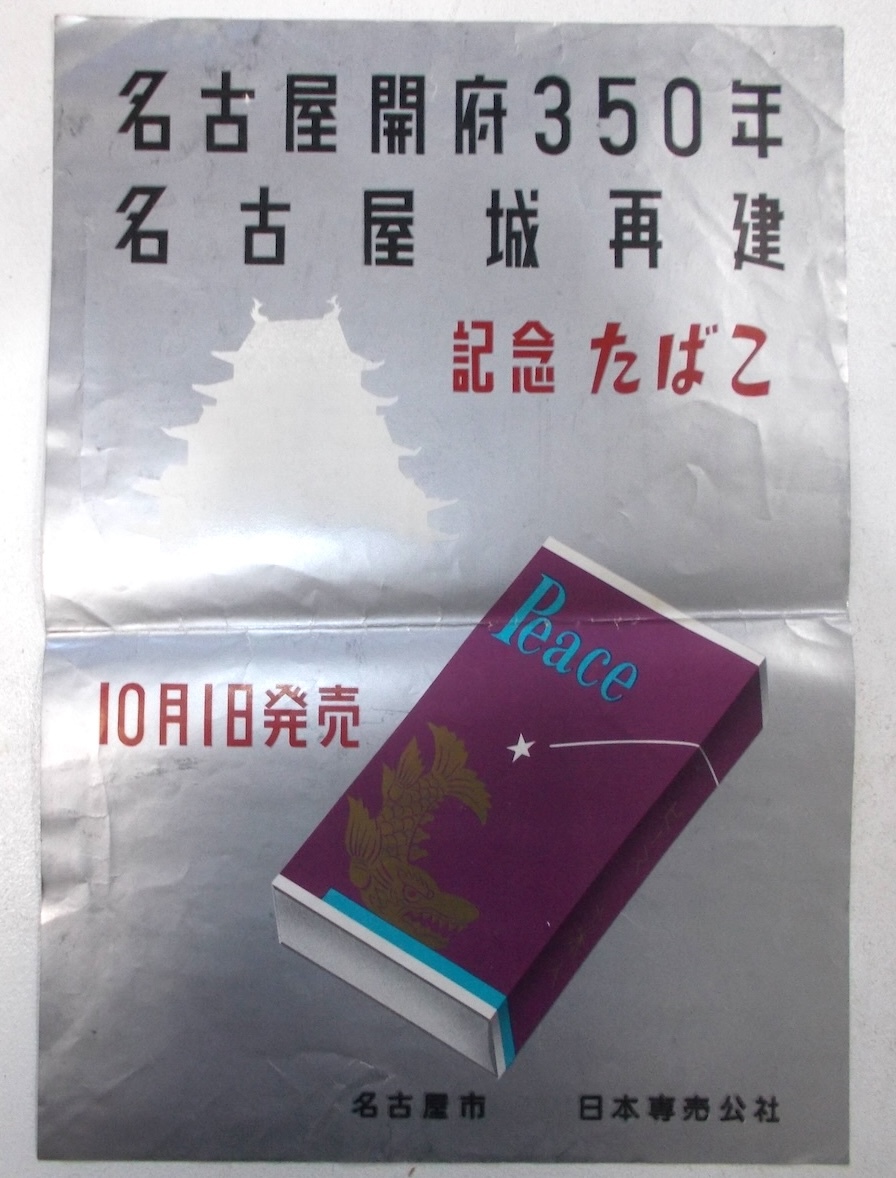 名古屋開府350年
名古屋城再建
記念たばこ
Peace
10月1日発売
名古屋市 日本専売公社